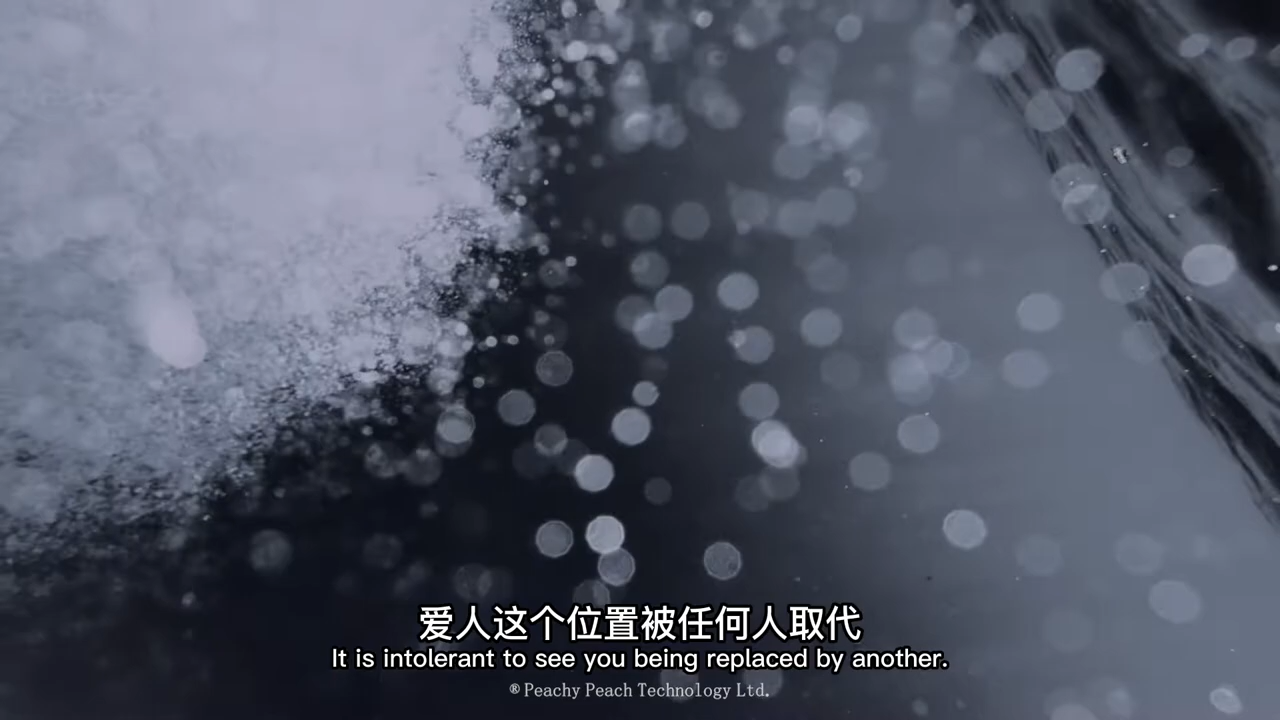 爱人这个位置被任何人取代
It is intolerant to see you being replaced by another.
® Peachy Peach Technology Ltd.